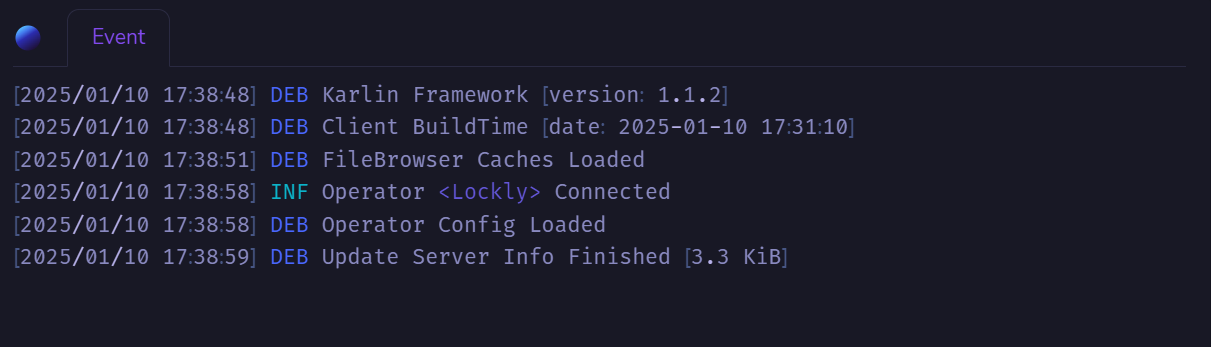 Event
[2025/01/10 17:38:48] DEB Karlin Framework [version: 1.1.2]
[2025/01/10 17:38:48] DEB Client BuildTime [date: 2025-01-10 17:31:10]
[2025/01/10 17:38:51] DEB FileBrowser Caches Loaded
[2025/01/10 17:38:58] INF Operator <Lockly> Connected
[2025/01/10 17:38:58] DEB Operator Config Loaded
[2025/01/10 17:38:59] DEB Update Server Info Finished [3.3 KiB]